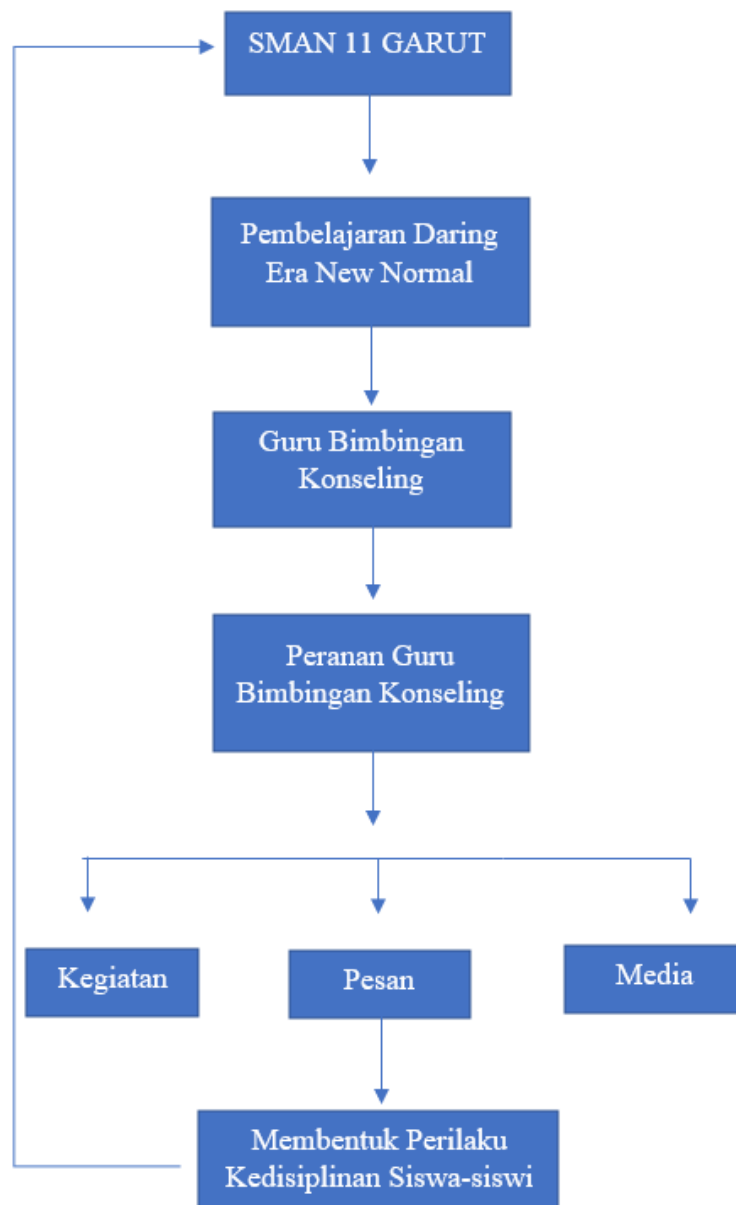 SMAN 11 GARUT
Pembelajaran Daring
Era New Normal
Guru Bimbingan
Konseling
Peranan Guru
Bimbingan Konseling
Kegiatan
Pesan
Media
Membentuk Perilaku
Kedisiplinan Siswa-siswi